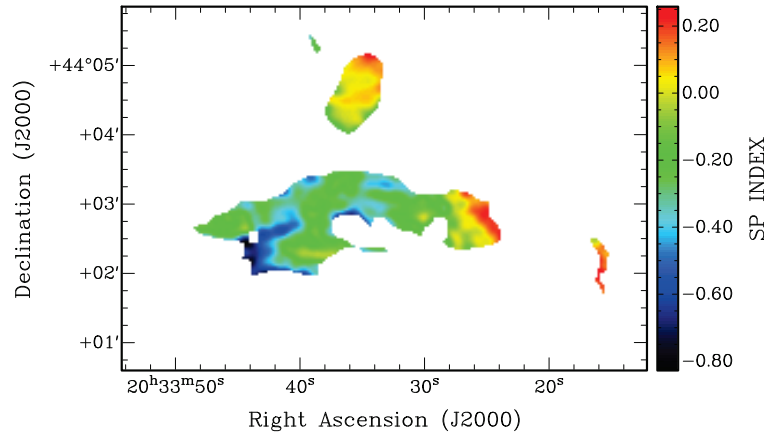 +44°05′
+04′
+03′
+02′
+01′
Declination (J2000)
20ʰ33ᵐ50ˢ 40ˢ 30ˢ 20ˢ
Right Ascension (J2000)
0.20
0.00
−0.20
−0.40
−0.60
−0.80
SP INDEX